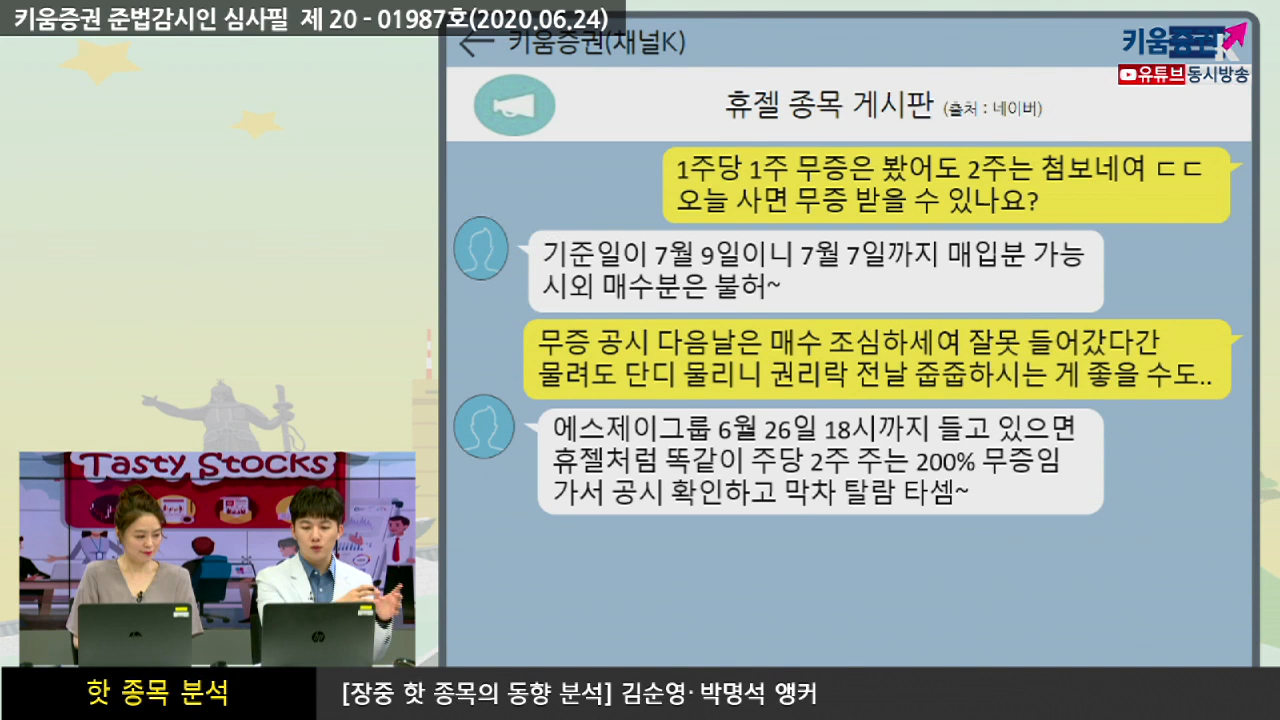 키움증권 준법감시인 심사필 제 20 - 01987호(2020.06.24)
키움증권(채널K)
키움증권 K
유튜브동시방송
휴젤 종목 게시판 (출처 : 네이버)
1주당 1주 무증은 봤어도 2주는 첨보네여 ㄷㄷ
오늘 사면 무증 받을 수 있나요?
기준일이 7월 9일이니 7월 7일까지 매입분 가능
시외 매수분은 불허~
무증 공시 다음날은 매수 조심하세여 잘못 들어갔다간
물려도 단디 물리니 권리락 전날 줍줍하시는 게 좋을 수도..
에스제이그룹 6월 26일 18시까지 들고 있으면
휴젤처럼 똑같이 주당 2주 주는 200% 무증임
가서 공시 확인하고 막차 탈람 타셈~
Tasty Stocks
핫 종목 분석
[장중 핫 종목의 동향 분석] 김순영·박명석 앵커